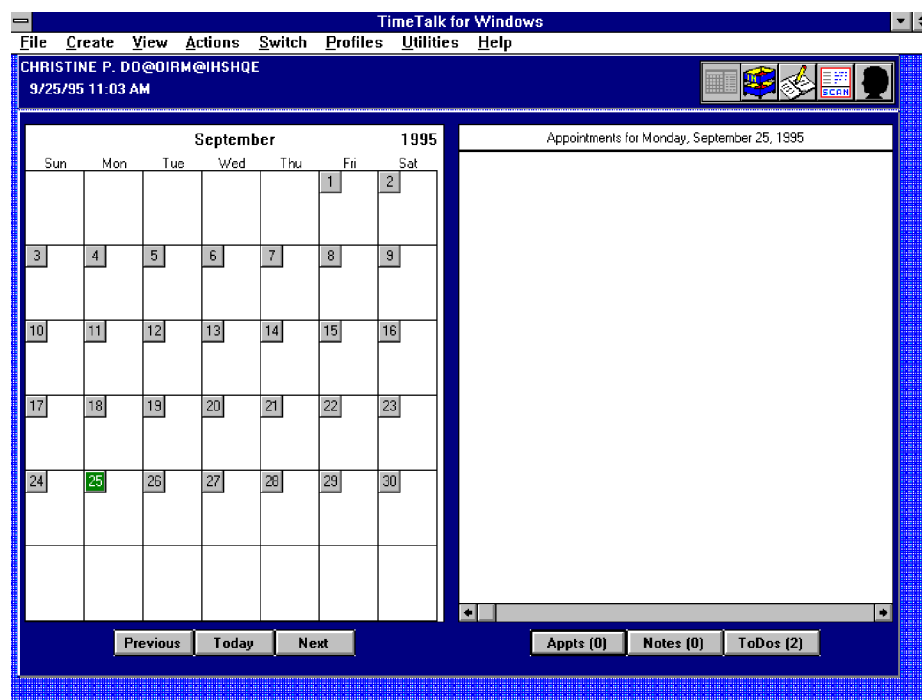 TimeTalk for Windows
File Create View Actions Switch Profiles Utilities Help
CHRISTINE P. DO@OIRM@IHSHQE
9/25/95 11:03 AM
SCAN
September 1995
Sun Mon Tue Wed Thu Fri Sat
1 2
3 4 5 6 7 8 9
10 11 12 13 14 15 16
17 18 19 20 21 22 23
24 25 26 27 28 29 30
Previous Today Next
Appointments for Monday, September 25, 1995
Appts (0) Notes (0) ToDos (2)